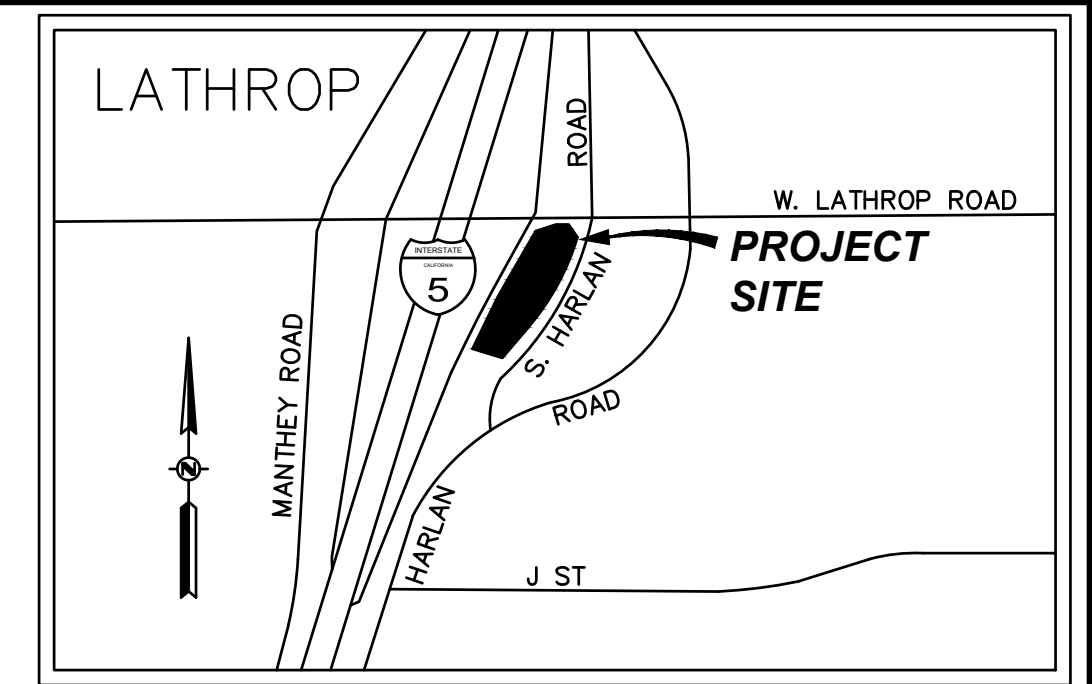 LATHROP
ROAD
W. LATHROP ROAD
INTERSTATE
CALIFORNIA
5
PROJECT
SITE
S. HARLAN
MANTHEY ROAD
ROAD
N
HARLAN
J ST